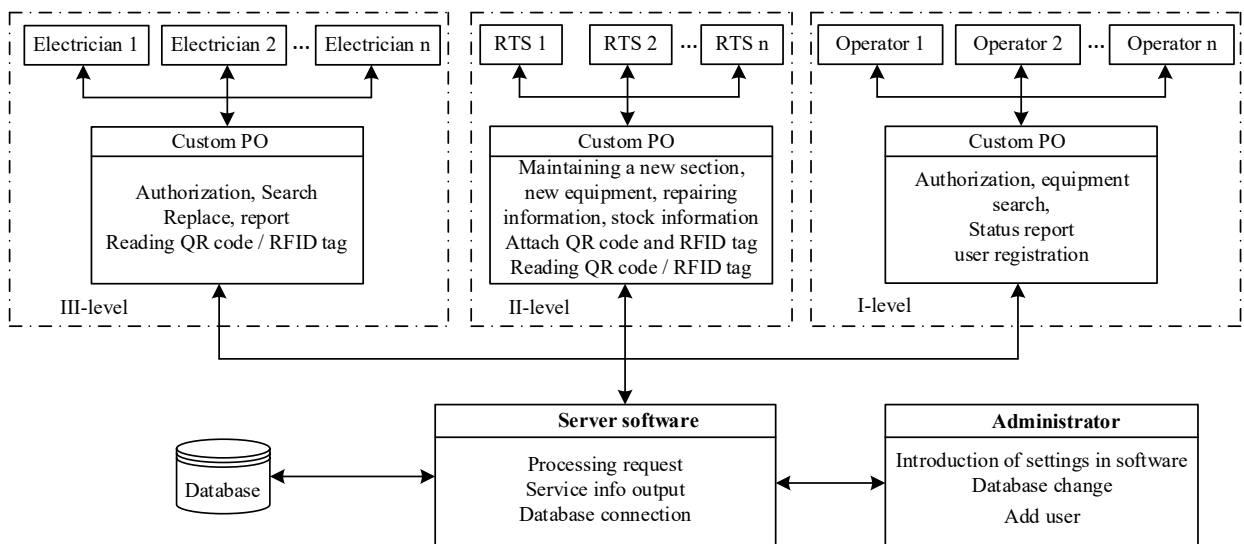 Electrician 1
Electrician 2
...
Electrician n
Custom PO
Authorization, Search
Replace, report
Reading QR code / RFID tag
III-level
RTS 1
RTS 2
...
RTS n
Custom PO
Maintaining a new section,
new equipment, repairing
information, stock information
Attach QR code and RFID tag
Reading QR code / RFID tag
II-level
Operator 1
Operator 2
...
Operator n
Custom PO
Authorization, equipment
search,
Status report
user registration
I-level
Database
Server software
Processing request
Service info output
Database connection
Administrator
Introduction of settings in software
Database change
Add user